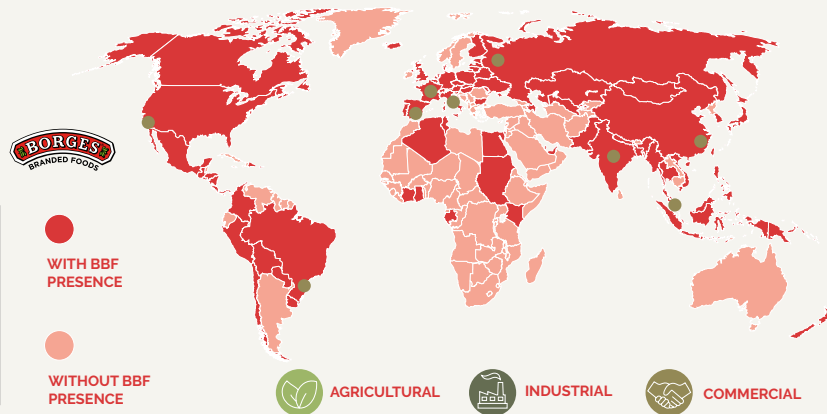 BORGES
BRANDED FOODS
WITH BBF
PRESENCE
WITHOUT BBF
PRESENCE
AGRICULTURAL
INDUSTRIAL
COMMERCIAL